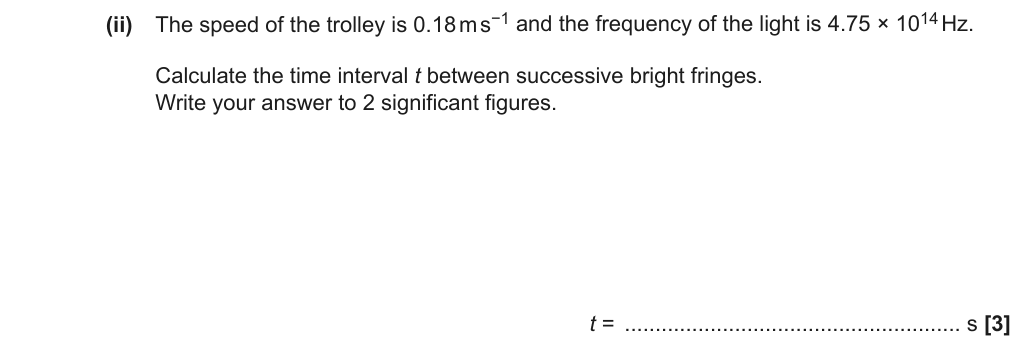 (ii) The speed of the trolley is 0.18 m s⁻¹ and the frequency of the light is 4.75 × 10¹⁴ Hz.
Calculate the time interval t between successive bright fringes.
Write your answer to 2 significant figures.
t = ...................................................... s [3]